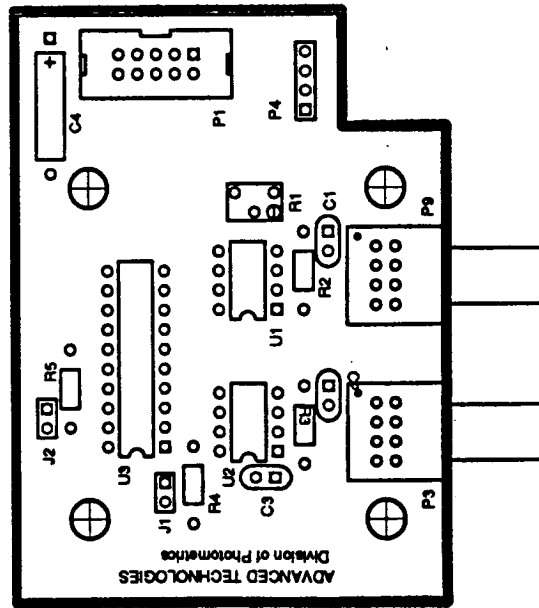 ADVANCED TECHNOLOGIES
Division of Photometrics
J2
R5
+
C4
U3
J1
R4
P1
U2
C3
U1
P4
R1
R3
R2
C1
P3
P9